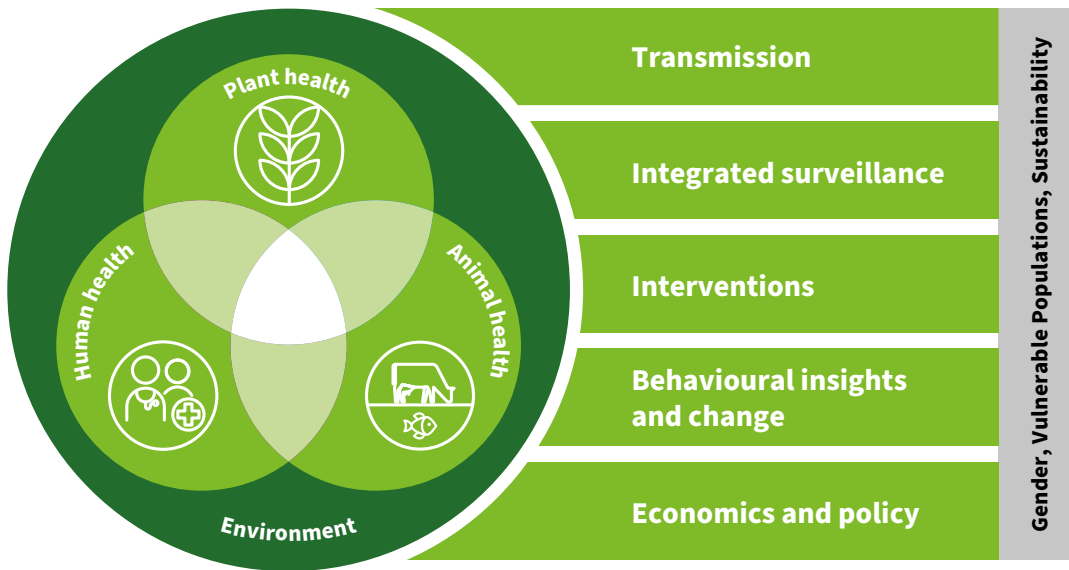 Plant health
Human health
Animal health
Environment
Transmission
Integrated surveillance
Interventions
Behavioural insights
and change
Economics and policy
Gender, Vulnerable Populations, Sustainability